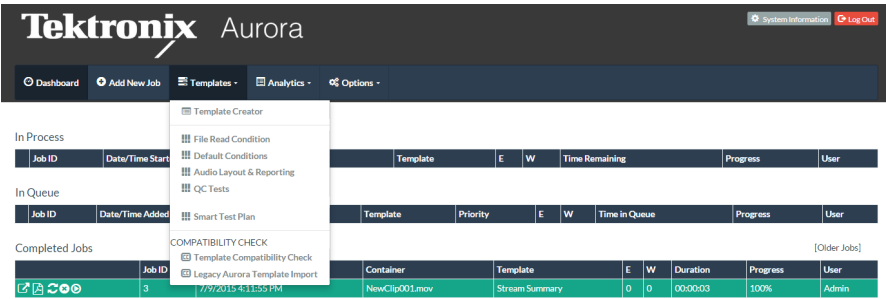 Tektronix Aurora
System Information Log Out
Dashboard Add New Job Templates Analytics Options
Template Creator
File Read Condition
Default Conditions
Audio Layout & Reporting
QC Tests
Smart Test Plan
COMPATIBILITY CHECK
Template Compatibility Check
Legacy Aurora Template Import
In Process
Job ID Date/Time Start Template E W Time Remaining Progress User
In Queue
Job ID Date/Time Added Template Priority E W Time in Queue Progress User
Completed Jobs [Older Jobs]
Job ID Container Template E W Duration Progress User
3 7/9/2015 4:11:55 PM NewClip001.mov Stream Summary 0 0 00:00:03 100% Admin